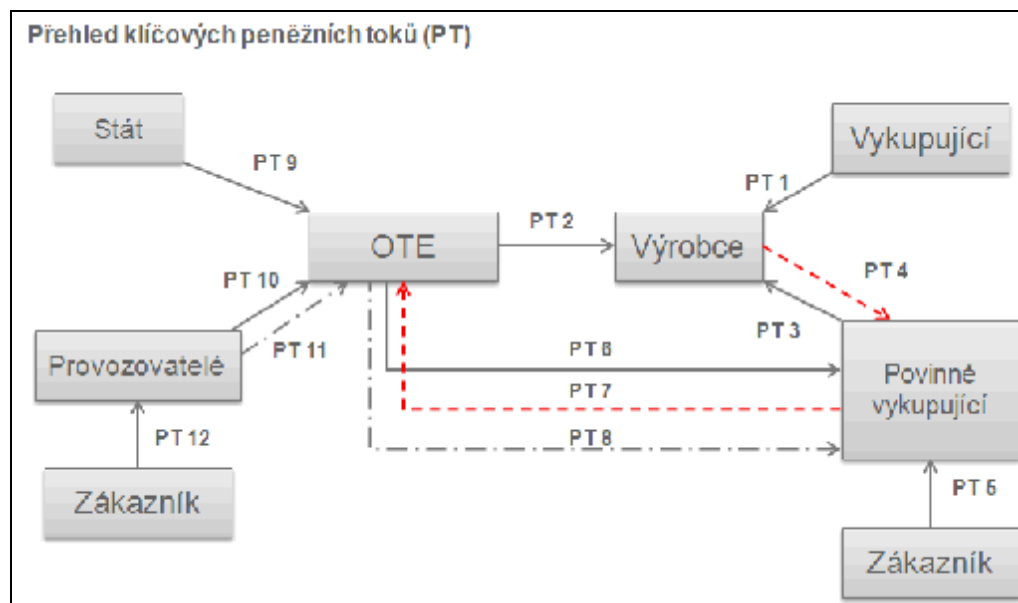 Přehled klíčových peněžních toků (PT)
Stát
Vykupující
PT 9
PT 1
PT 2
OTE
Výrobce
PT 4
PT 10
PT 3
PT 11
Provozovatelé
PT 6
Povinně
vykupující
PT 7
PT 12
PT 8
Zákazník
PT 5
Zákazník